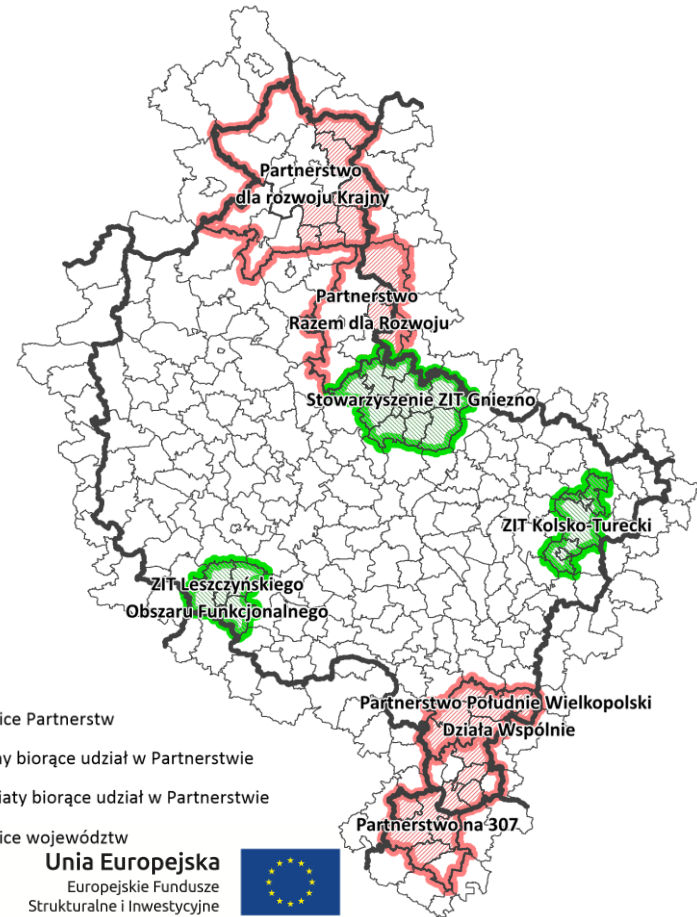 Partnerstwo
dla rozwoju Krajny
Partnerstwo
Razem dla Rozwoju
Stowarzyszenie ZIT Gniezno
ZIT Kolsko-Turecki
ZIT Leszczyńskiego
Obszaru Funkcjonalnego
Partnerstwo Południe Wielkopolski
Działa Wspólnie
Partnerstwo na 307
ice Partnerstw
ny biorące udział w Partnerstwie
iaty biorące udział w Partnerstwie
ice województw
Unia Europejska
Europejskie Fundusze
Strukturalne i Inwestycyjne